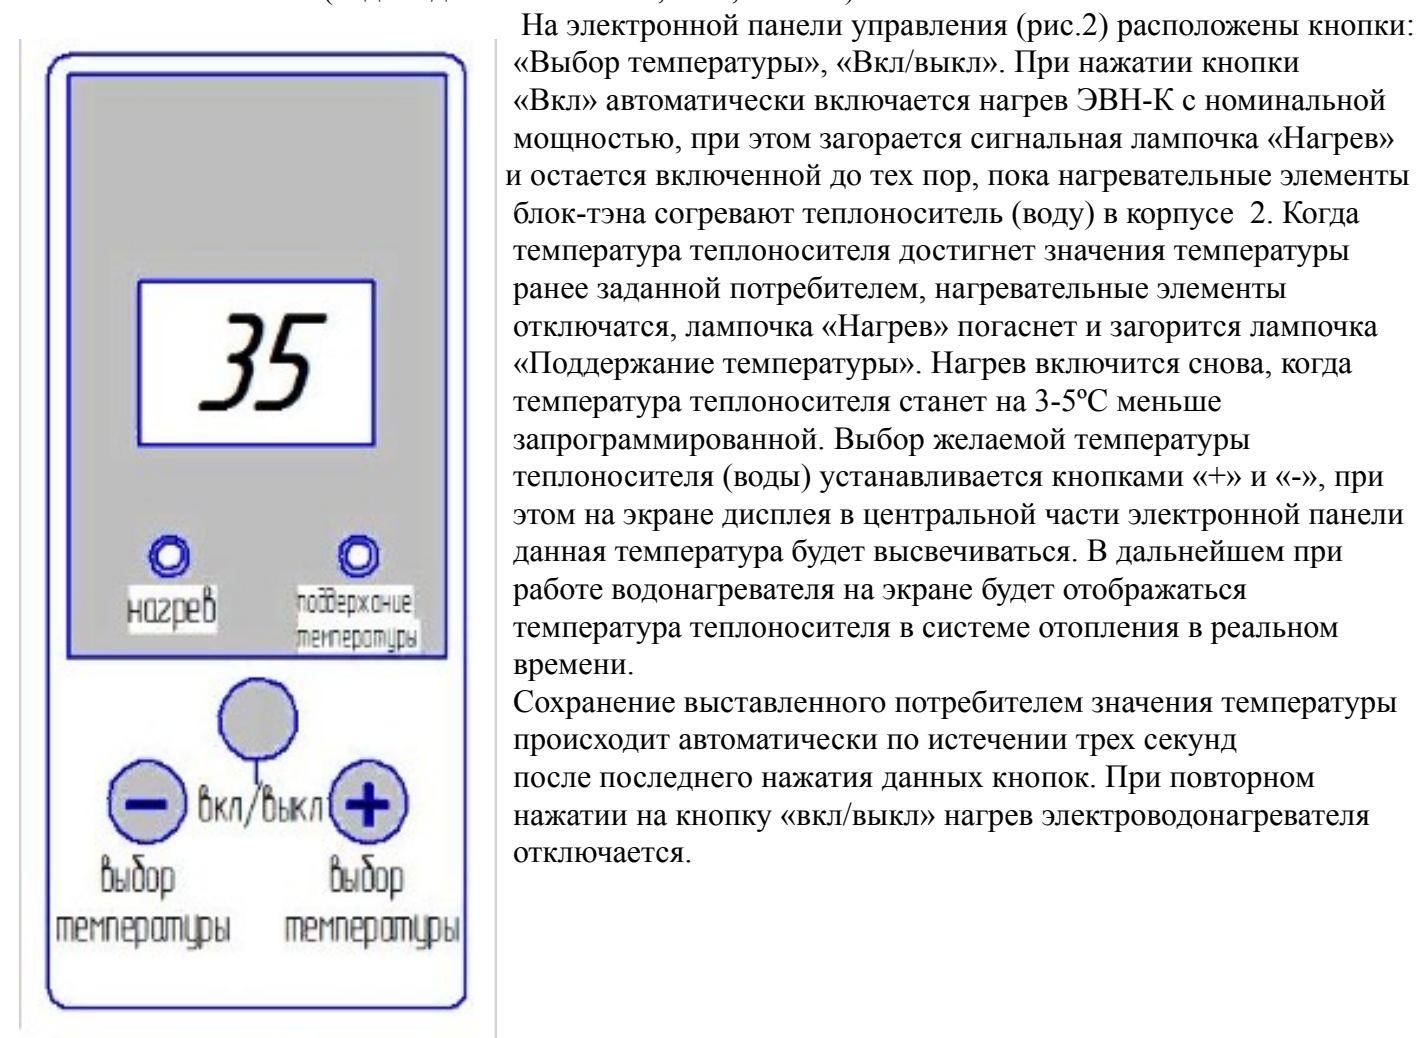 На электронной панели управления (рис.2) расположены кнопки:
«Выбор температуры», «Вкл/выкл». При нажатии кнопки
«Вкл» автоматически включается нагрев ЭВН-К с номинальной
мощностью, при этом загорается сигнальная лампочка «Нагрев»
и остается включенной до тех пор, пока нагревательные элементы
блок-тэна согревают теплоноситель (воду) в корпусе 2. Когда
температура теплоносителя достигнет значения температуры
ранее заданной потребителем, нагревательные элементы
отключатся, лампочка «Нагрев» погаснет и загорится лампочка
«Поддержание температуры». Нагрев включится снова, когда
температура теплоносителя станет на 3-5ºС меньше
запрограммированной. Выбор желаемой температуры
теплоносителя (воды) устанавливается кнопками «+» и «-», при
этом на экране дисплея в центральной части электронной панели
данная температура будет высвечиваться. В дальнейшем при
работе водонагревателя на экране будет отображаться
температура теплоносителя в системе отопления в реальном
времени.
Сохранение выставленного потребителем значения температуры
происходит автоматически по истечении трех секунд
после последнего нажатия данных кнопок. При повторном
нажатии на кнопку «вкл/выкл» нагрев электроводонагревателя
отключается.
35
нагрев
поддержание
температуры
вкл/выкл
− +
выбор
температуры
выбор
температуры